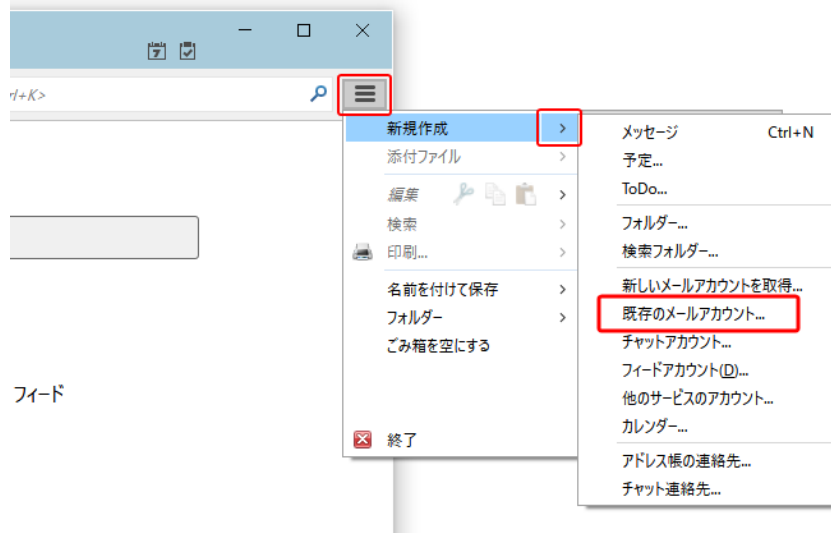 rl+K>
新規作成
添付ファイル
編集
検索
印刷...
名前を付けて保存
フォルダー
ごみ箱を空にする
終了
メッセージ Ctrl+N
予定...
ToDo...
フォルダー...
検索フォルダー...
新しいメールアカウントを取得...
既存のメールアカウント...
チャットアカウント...
フィードアカウント(D)...
他のサービスのアカウント...
カレンダー...
アドレス帳の連絡先...
チャット連絡先...
フィード